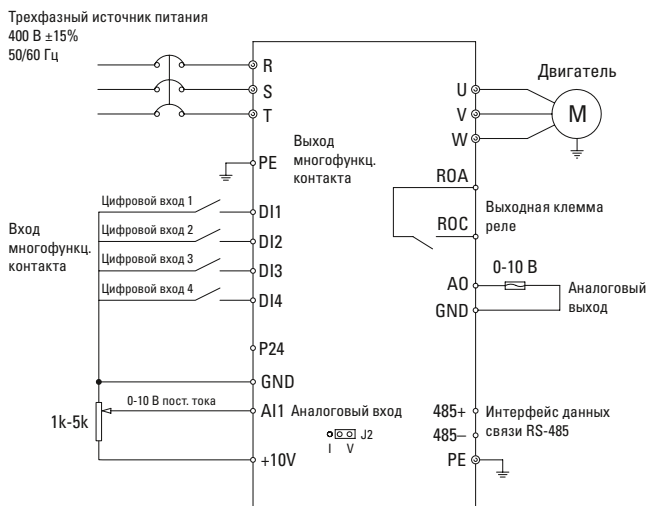 Трехфазный источник питания
400 В ±15%
50/60 Гц
R
S
T
PE
Выход
многофункц.
контакта
U
V
W
Двигатель
M
ROA
ROC
Выходная клемма
реле
Вход
многофункц.
контакта
Цифровой вход 1
DI1
Цифровой вход 2
DI2
Цифровой вход 3
DI3
Цифровой вход 4
DI4
0-10 В
AO
GND
Аналоговый
выход
P24
GND
1k-5k
0-10 В пост. тока
AI1 Аналоговый вход
J2
I V
+10V
485+
485–
Интерфейс данных
связи RS-485
PE